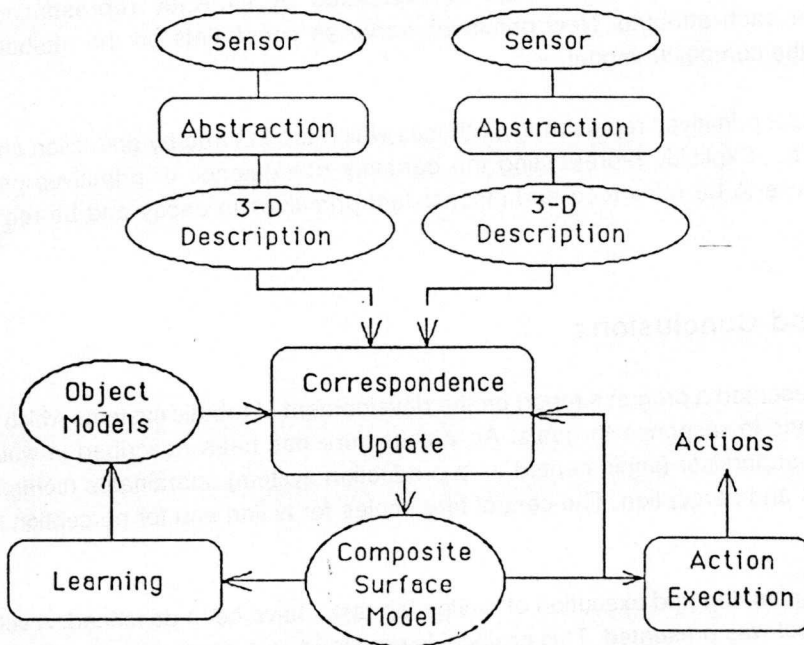 Sensor
Sensor
Abstraction
Abstraction
3-D
Description
3-D
Description
Correspondence
Update
Object
Models
Actions
Learning
Composite
Surface
Model
Action
Execution